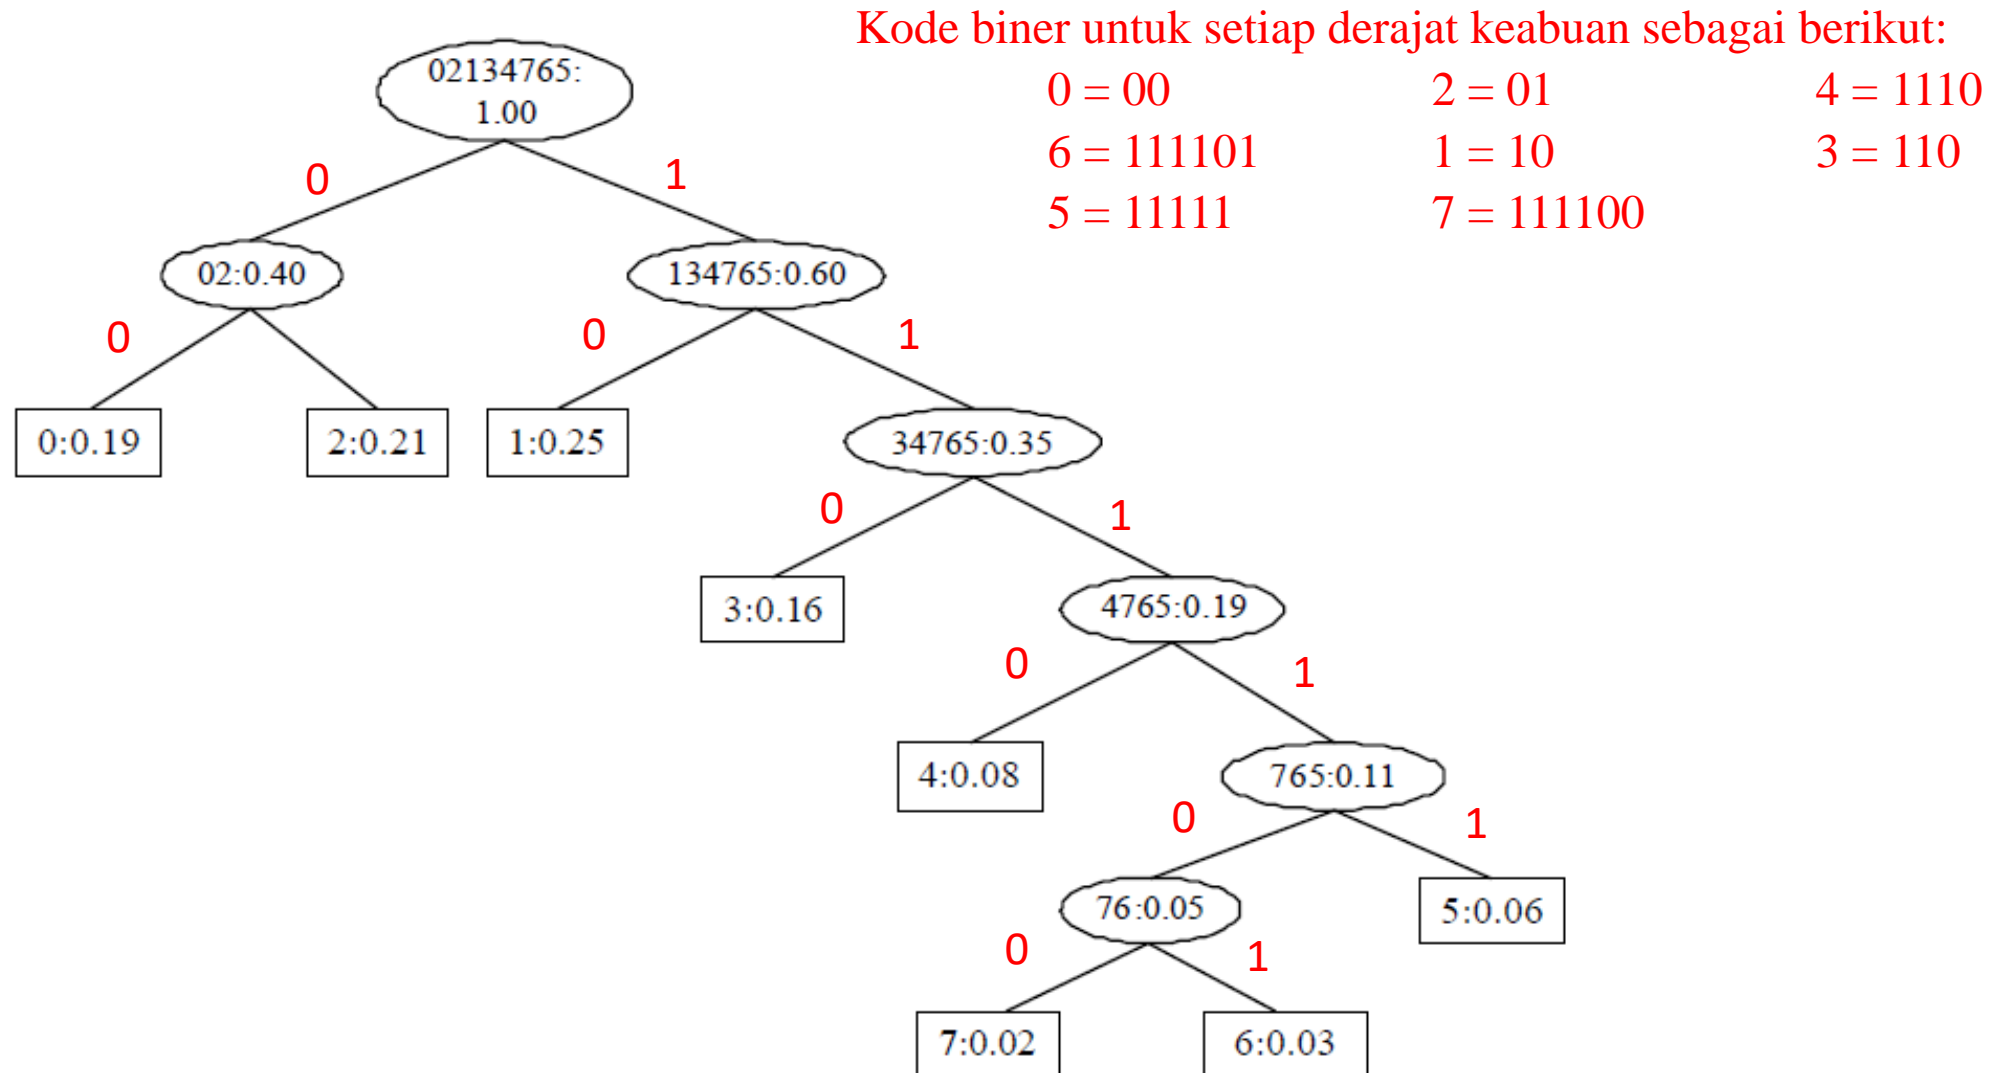 Kode biner untuk setiap derajat keabuan sebagai berikut:
0 = 00 2 = 01 4 = 1110
6 = 111101 1 = 10 3 = 110
5 = 11111 7 = 111100
02134765:
1.00
0 1
02:0.40 134765:0.60
0 0 1
0:0.19 2:0.21 1:0.25 34765:0.35
0 1
3:0.16 4765:0.19
0 1
4:0.08 765:0.11
0 1
76:0.05 5:0.06
0 1
7:0.02 6:0.03